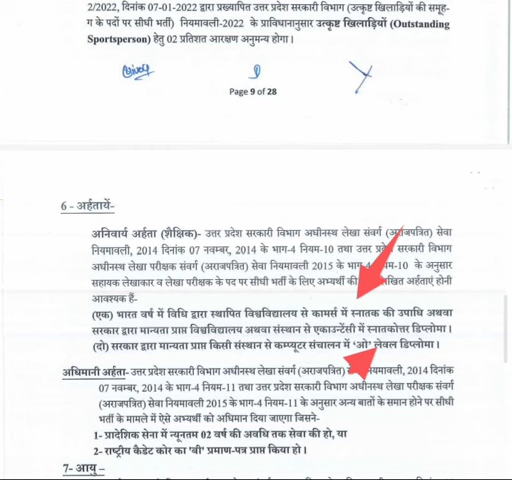 2/2022, दिनांक 07-01-2022 द्वारा प्रख्यापित उत्तर प्रदेश सरकारी विभाग (उत्कृष्ट खिलाड़ियों की समूह-
ग के पदों पर सीधी भर्ती) नियमावली-2022 के प्राविधानानुसार उत्कृष्ट खिलाड़ियों (Outstanding
Sportsperson) हेतु 02 प्रतिशत आरक्षण अनुमन्य होगा।
Page 9 of 28
6 - अर्हतायें-
अनिवार्य अर्हता (शैक्षिक)- उत्तर प्रदेश सरकारी विभाग अधीनस्थ लेखा संवर्ग (अराजपत्रित) सेवा
नियमावली, 2014 दिनांक 07 नवम्बर, 2014 के भाग-4 नियम-10 तथा उत्तर सरकारी विभाग
अधीनस्थ लेखा परीक्षक संवर्ग (अराजपत्रित) सेवा नियमावली 2015 के के अनुसार
सहायक लेखाकार व लेखा परीक्षक के पद पर सीधी भर्ती के लिए अभ्यर्थी की अर्हताएं होनी
आवश्यक हैं-
(एक) भारत वर्ष में विधि द्वारा स्थापित विश्वविद्यालय से कामर्स में स्नातक की उपाधि अथवा
सरकार द्वारा मान्यता प्राप्त विश्वविद्यालय अथवा संस्थान से एकाउन्टेंसी में स्नातकोत्तर डिप्लोमा।
(दो) सरकार द्वारा मान्यता प्राप्त किसी संस्थान से कम्प्यूटर संचालन में 'ओ' लेवल डिप्लोमा।
अधिमानी अर्हता- उत्तर प्रदेश सरकारी विभाग अधीनस्थ लेखा संवर्ग (अराजपत्रित) 2014 दिनांक
07 नवम्बर, 2014 के भाग-4 नियम-11 तथा उत्तर प्रदेश सरकारी विभाग अधीनस्थ लेखा परीक्षक संवर्ग
(अराजपत्रित) सेवा नियमावली 2015 के भाग-4 नियम-11 के अनुसार अन्य बातों के समान होने पर सीधी
भर्ती के मामले में ऐसे अभ्यर्थी को अधिमान दिया जाएगा जिसने-
1- प्रादेशिक सेना में न्यूनतम 02 वर्ष की अवधि तक सेवा की हो, या
2- राष्ट्रीय कैडेट कोर का 'बी' प्रमाण-पत्र प्राप्त किया हो।
7- आयु –